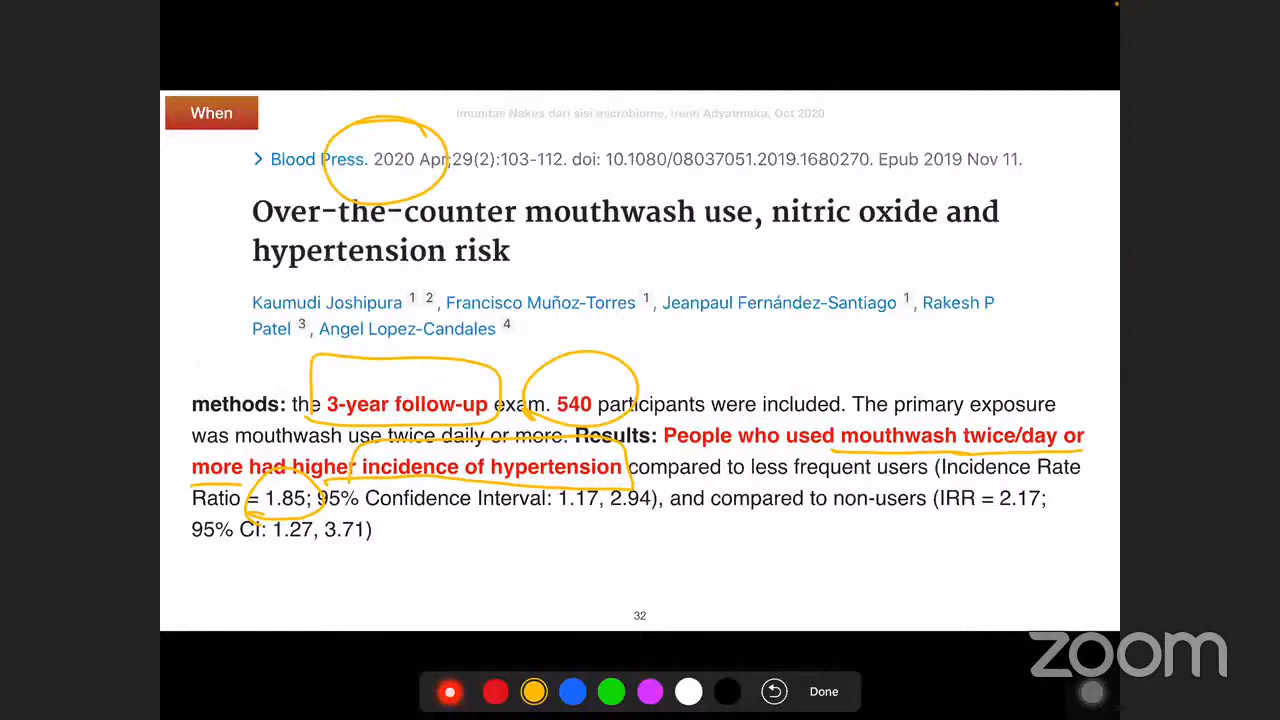 When
Imunitas Nakes dari sisi microbiome, Irene Adyatmaka, Oct 2020
> Blood Press. 2020 Apr;29(2):103-112. doi: 10.1080/08037051.2019.1680270. Epub 2019 Nov 11.
Over-the-counter mouthwash use, nitric oxide and
hypertension risk
Kaumudi Joshipura 1 2, Francisco Muñoz-Torres 1, Jeanpaul Fernández-Santiago 1, Rakesh P
Patel 3, Angel Lopez-Candales 4
methods: the 3-year follow-up exam. 540 participants were included. The primary exposure
was mouthwash use twice daily or more. Results: People who used mouthwash twice/day or
more had higher incidence of hypertension compared to less frequent users (Incidence Rate
Ratio = 1.85; 95% Confidence Interval: 1.17, 2.94), and compared to non-users (IRR = 2.17;
95% CI: 1.27, 3.71)
32
zoom
Done